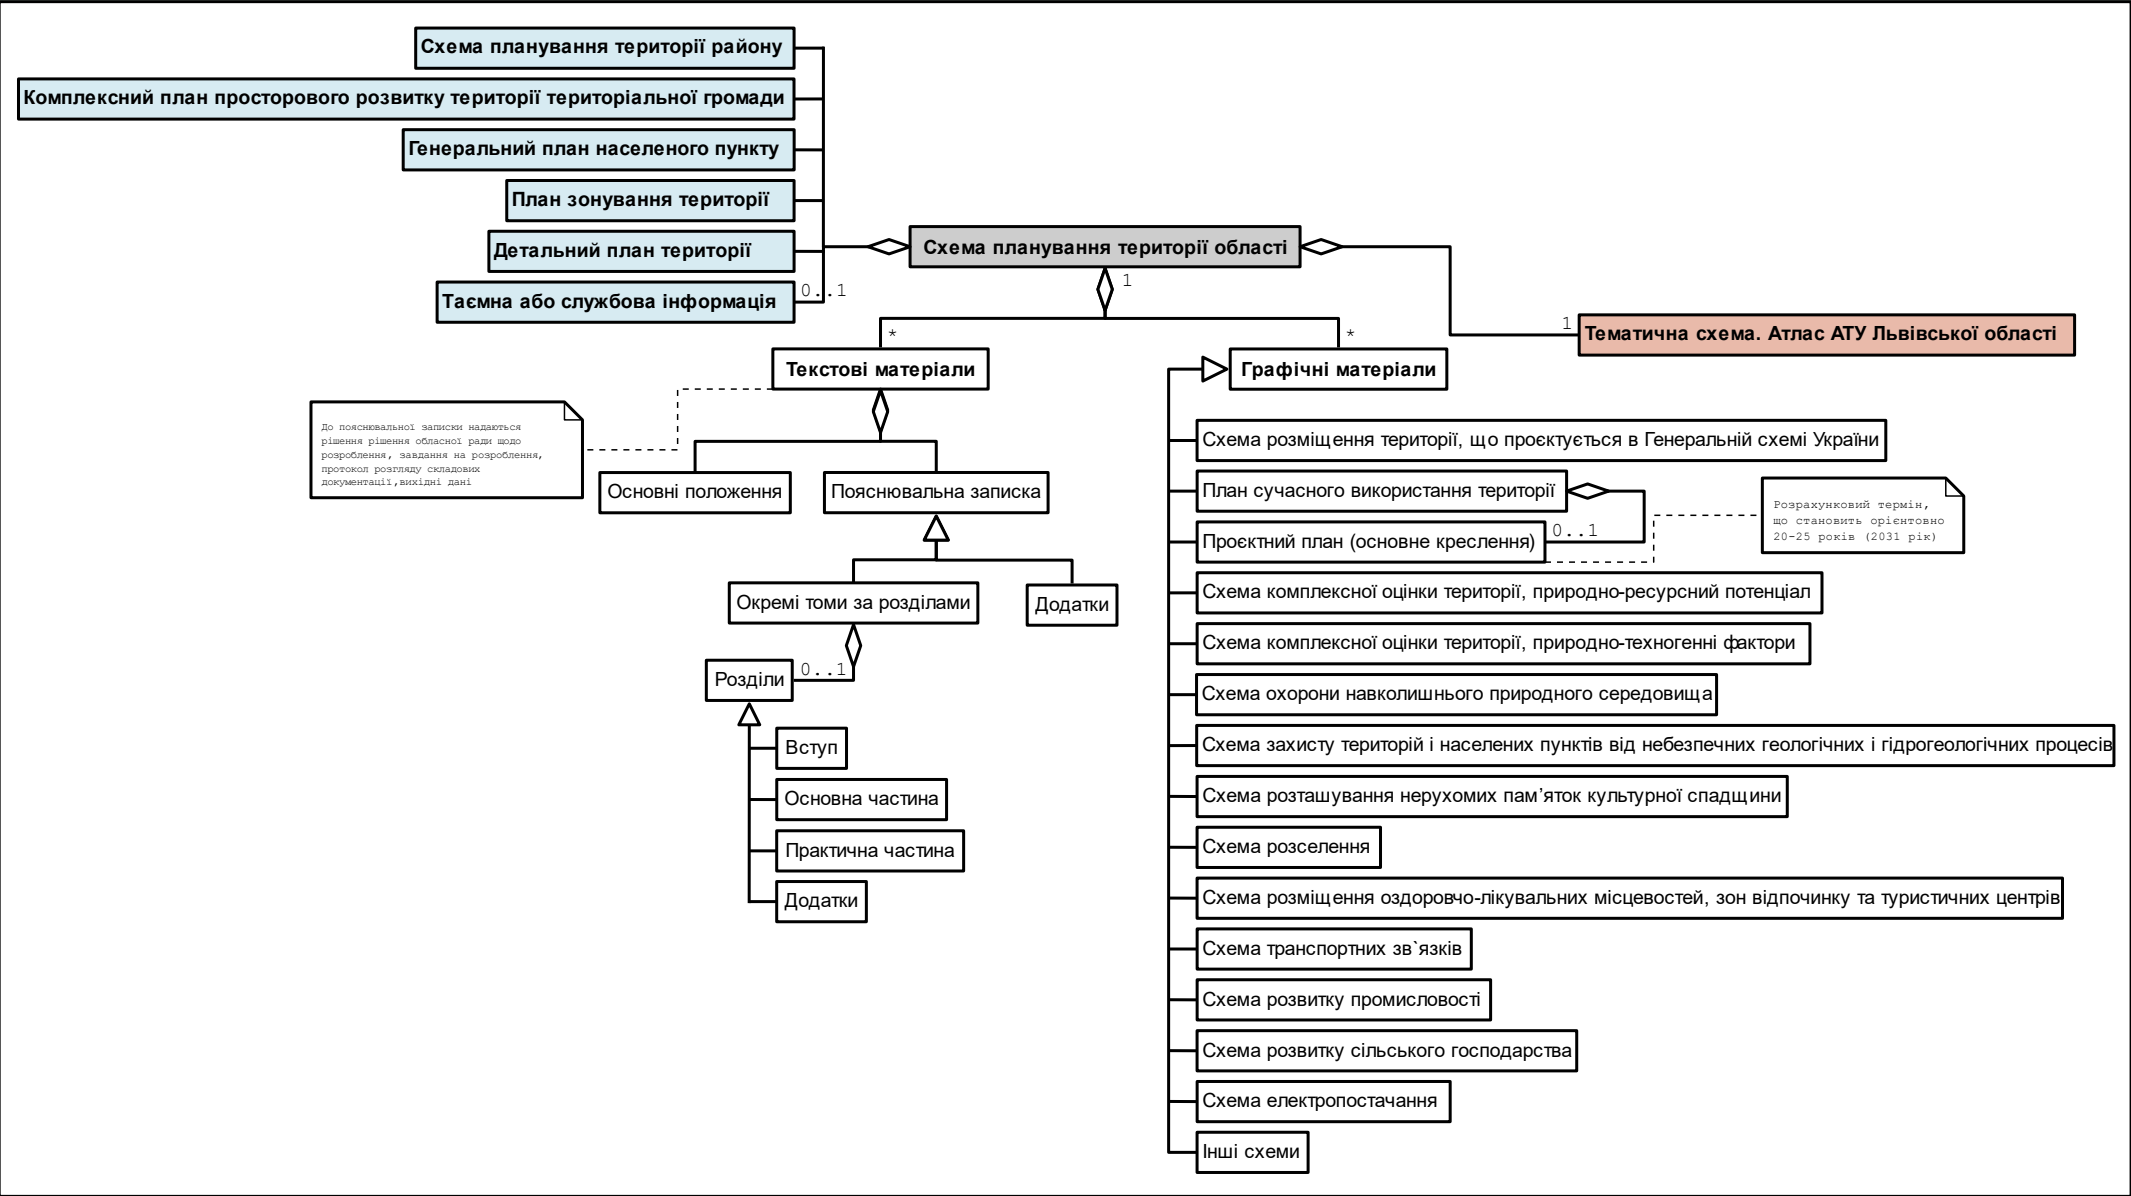 Схема планування території району
Комплексний план просторового розвитку території територіальної громади
Генеральний план населеного пункту
План зонування території
Детальний план території
Таємна або службова інформація
0..1
Схема планування території області
1
1
Тематична схема. Атлас АТУ Львівської області
*
*
Текстові матеріали
До пояснювальної записки надаються
рішення рішення обласної ради щодо
розроблення, завдання на розроблення,
протокол розгляду складових
документації,вихідні дані
Основні положення
Пояснювальна записка
Окремі томи за розділами
Додатки
0..1
Розділи
Вступ
Основна частина
Практична частина
Додатки
Графічні матеріали
Схема розміщення території, що проєктується в Генеральній схемі України
План сучасного використання території
0..1
Проєктний план (основне креслення)
Розрахунковий термін,
що становить орієнтовно
20-25 років (2031 рік)
Схема комплексної оцінки території, природно-ресурсний потенціал
Схема комплексної оцінки території, природно-техногенні фактори
Схема охорони навколишнього природного середовища
Схема захисту територій і населених пунктів від небезпечних геологічних і гідрогеологічних процесів
Схема розташування нерухомих пам’яток культурної спадщини
Схема розселення
Схема розміщення оздоровчо-лікувальних місцевостей, зон відпочинку та туристичних центрів
Схема транспортних зв`язків
Схема розвитку промисловості
Схема розвитку сільського господарства
Схема електропостачання
Інші схеми